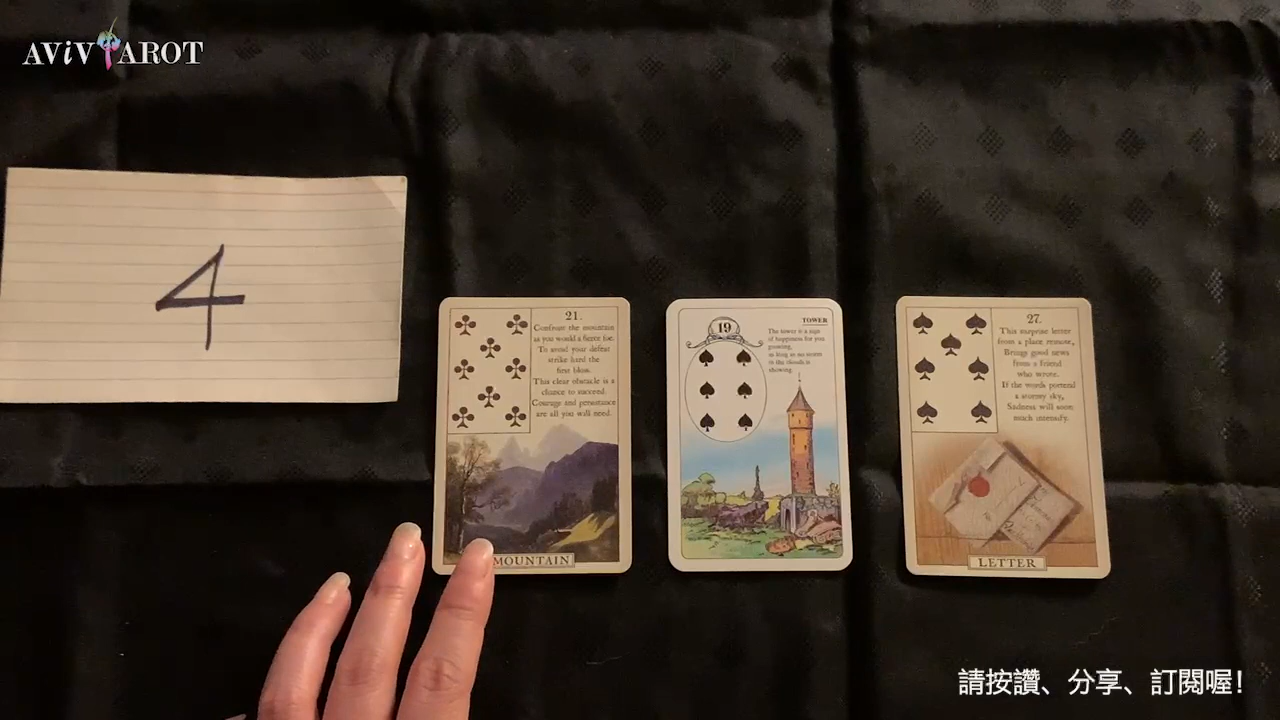 AViVTAROT
4
21.
Confront the mountain
as you would a fierce foe.
To avoid your defeat
strike hard the
first blow.
This clear obstacle is a
chance to succeed.
Courage and persistance
are all you will need.
MOUNTAIN
19
TOWER
The tower is a sign
of happiness for you
growing,
as long as no storm
in the clouds is
showing.
27.
This surprise letter
from a place remote,
Brings good news
from a friend
who wrote.
If the words portend
a stormy sky,
Sadness will soon
much intensify.
LETTER
請按讚、分享、訂閱喔!